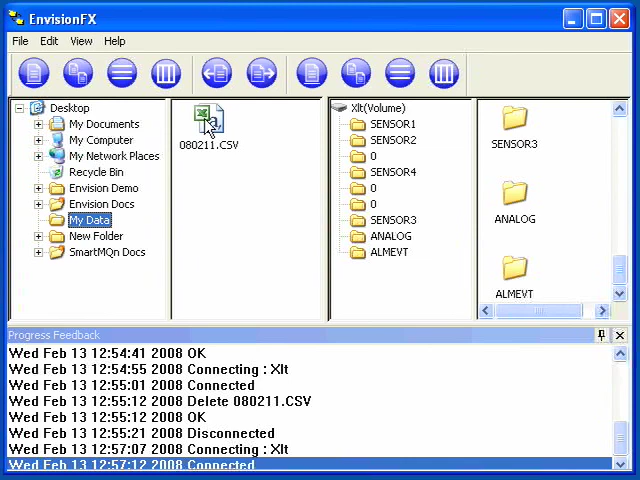 EnvisionFX
File Edit View Help
Desktop
My Documents
My Computer
My Network Places
Recycle Bin
Envision Demo
Envision Docs
My Data
New Folder
SmartMQn Docs
080211.CSV
Xlt(Volume)
SENSOR1
SENSOR2
0
SENSOR4
0
0
SENSOR3
ANALOG
ALMEVT
SENSOR3
ANALOG
ALMEVT
Progress Feedback
Wed Feb 13 12:54:41 2008 OK
Wed Feb 13 12:54:55 2008 Connecting : Xlt
Wed Feb 13 12:55:01 2008 Connected
Wed Feb 13 12:55:12 2008 Delete 080211.CSV
Wed Feb 13 12:55:12 2008 OK
Wed Feb 13 12:55:21 2008 Disconnected
Wed Feb 13 12:57:07 2008 Connecting : Xlt
Wed Feb 13 12:57:12 2008 Connected